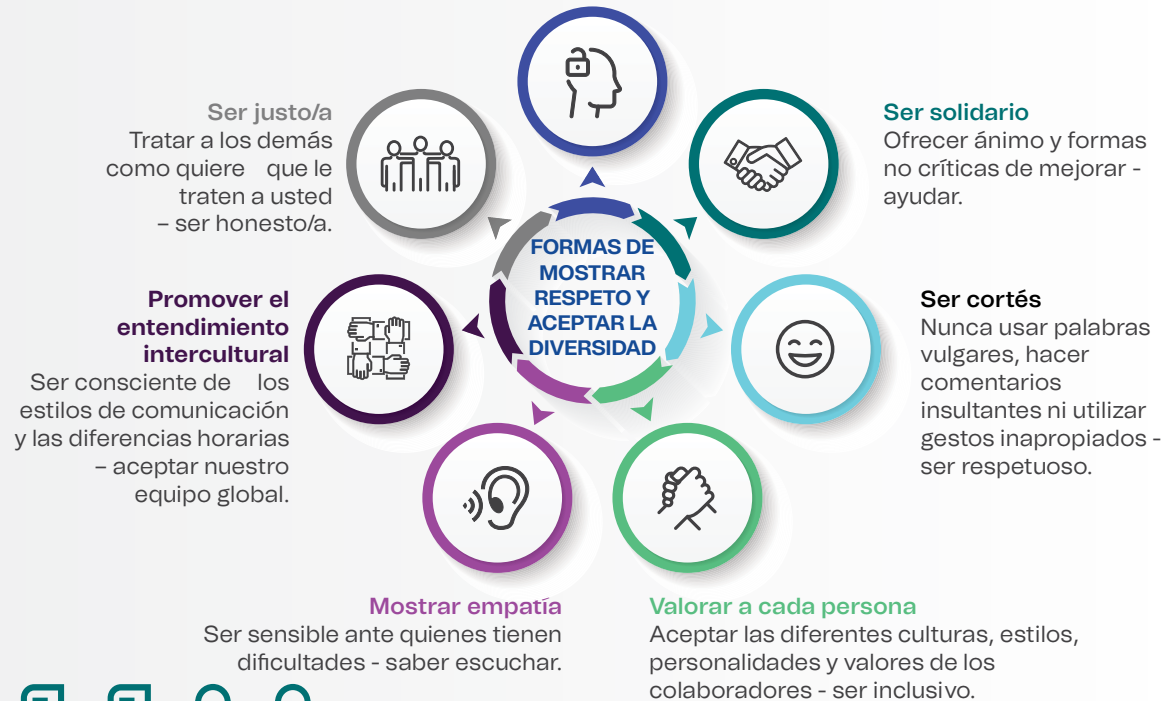 FORMAS DE
MOSTRAR
RESPETO Y
ACEPTAR LA
DIVERSIDAD
Ser solidario
Ofrecer ánimo y formas
no críticas de mejorar -
ayudar.
Ser cortés
Nunca usar palabras
vulgares, hacer
comentarios
insultantes ni utilizar
gestos inapropiados -
ser respetuoso.
Valorar a cada persona
Aceptar las diferentes culturas, estilos,
personalidades y valores de los
colaboradores - ser inclusivo.
Mostrar empatía
Ser sensible ante quienes tienen
dificultades - saber escuchar.
Promover el
entendimiento
intercultural
Ser consciente de los
estilos de comunicación
y las diferencias horarias
– aceptar nuestro
equipo global.
Ser justo/a
Tratar a los demás
como quiere que le
traten a usted
– ser honesto/a.